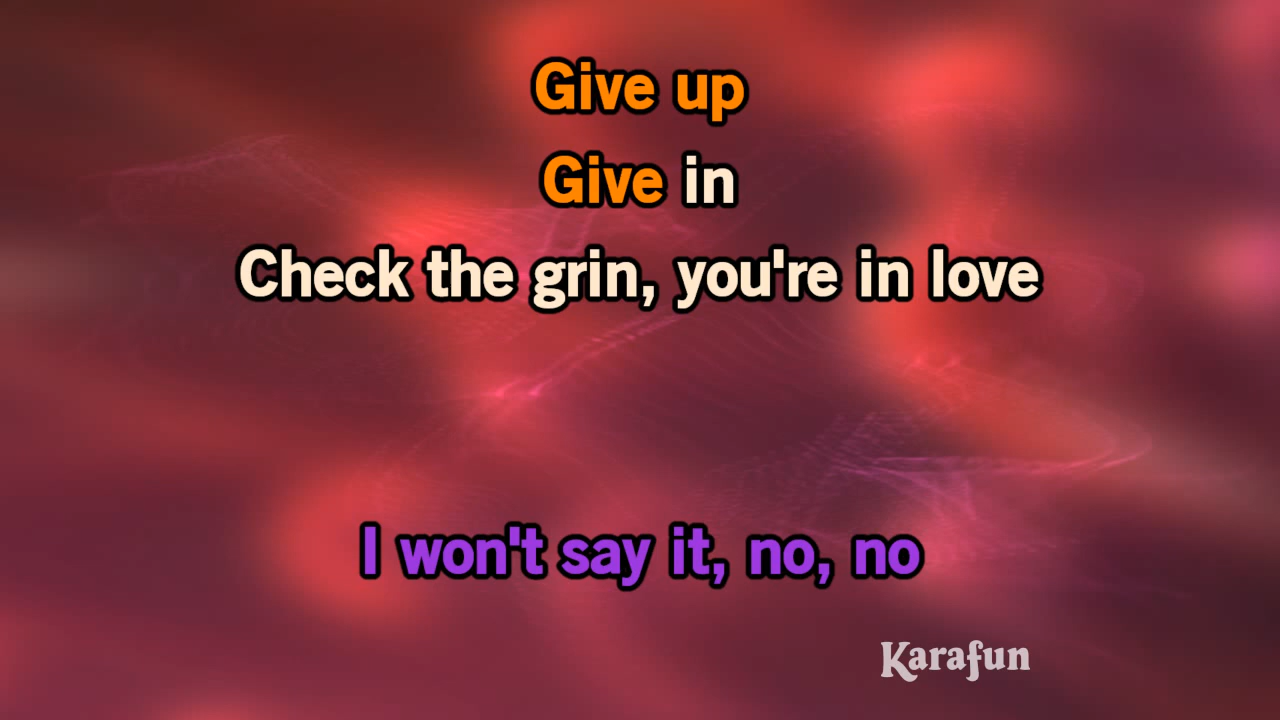 Give up
Give in
Check the grin, you're in love
I won't say it, no, no
Karafun